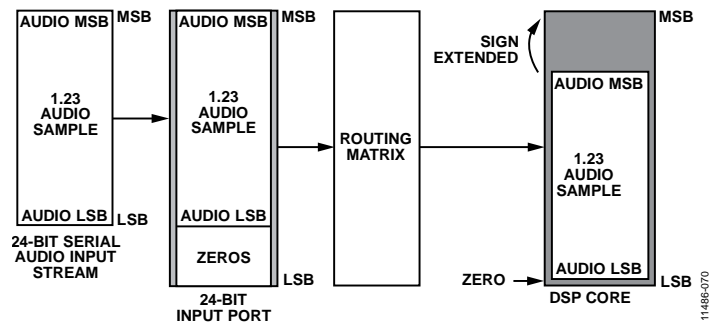 AUDIO MSB
MSB
1.23
AUDIO
SAMPLE
AUDIO LSB
LSB
24-BIT SERIAL
AUDIO INPUT
STREAM
AUDIO MSB
MSB
1.23
AUDIO
SAMPLE
AUDIO LSB
ZEROS
LSB
24-BIT
INPUT PORT
ROUTING
MATRIX
SIGN
EXTENDED
MSB
AUDIO MSB
1.23
AUDIO
SAMPLE
AUDIO LSB
ZERO
LSB
DSP CORE
11486-070